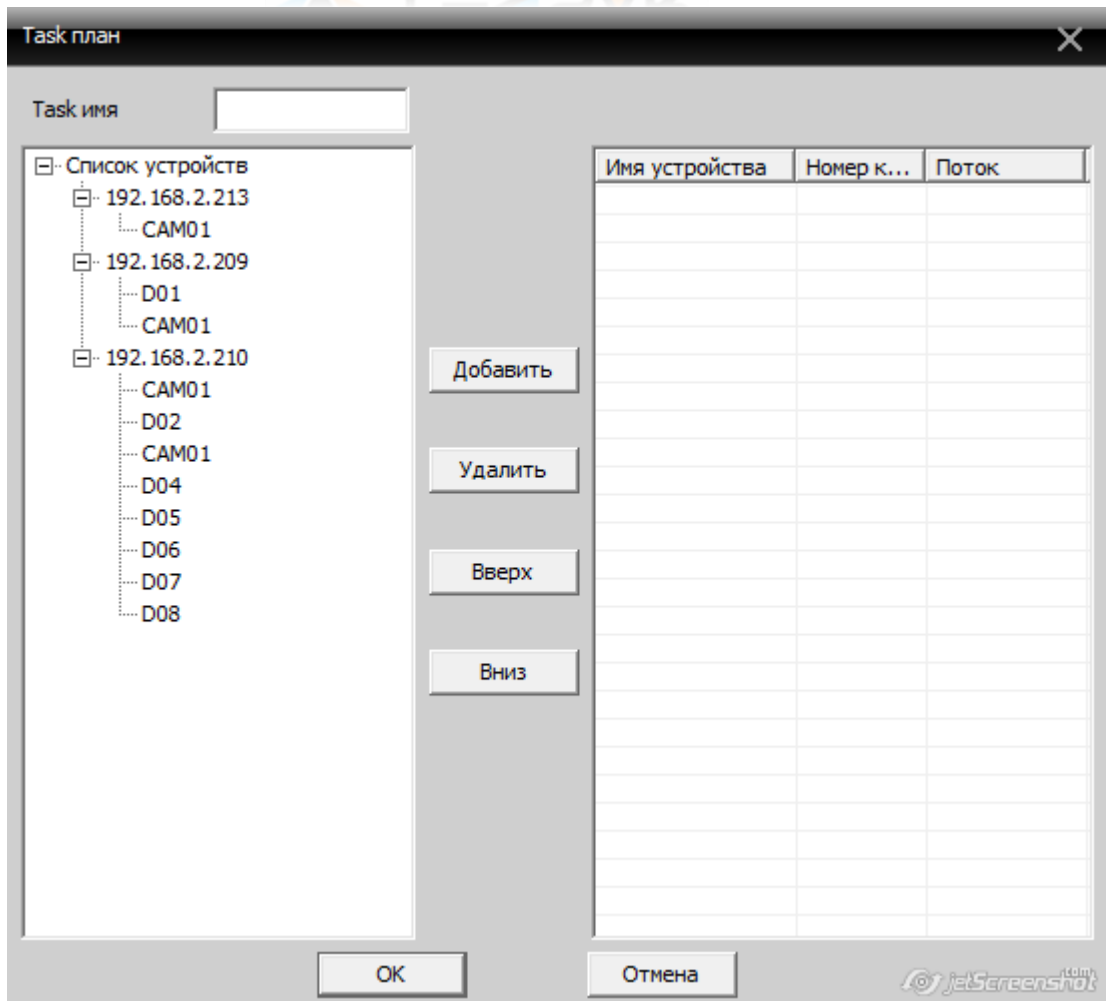 Task план
Task имя
Список устройств
192.168.2.213
CAM01
192.168.2.209
D01
CAM01
192.168.2.210
CAM01
D02
CAM01
D04
D05
D06
D07
D08
Добавить
Удалить
Вверх
Вниз
Имя устройства Номер к... Поток
OK Отмена
jetScreenshot .com